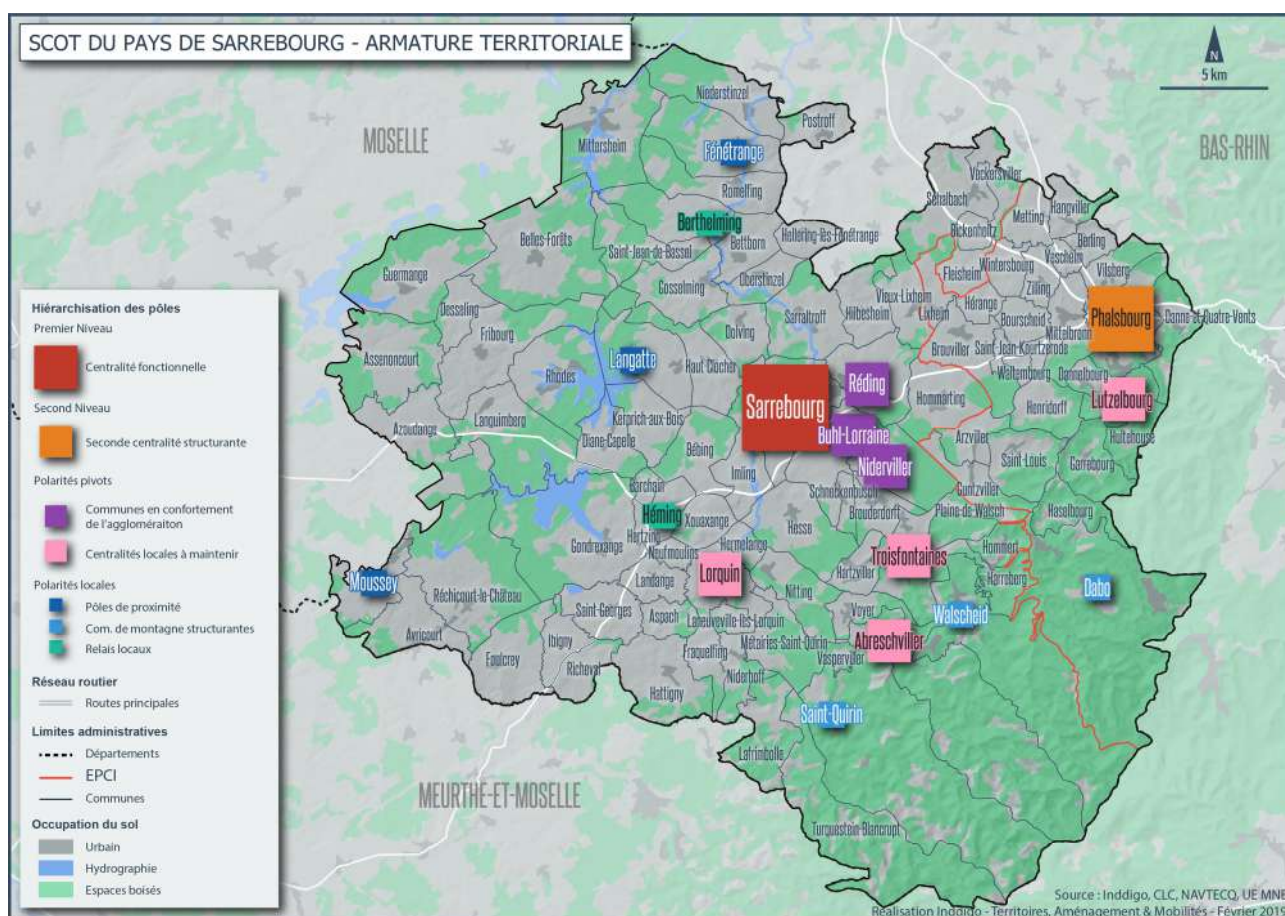 SCOT DU PAYS DE SARREBOURG - ARMATURE TERRITORIALE
N
5 km
MOSELLE
BAS-RHIN
MEURTHE-ET-MOSELLE
Niederstinzel
Postroff
Mittersheim
Fénétrange
Romelfing
Veckersviller
Schalbach
Metting
Hangviller
Bickenholtz
Berling
Berthelming
Bettborn
Hellering-lès-Fénétrange
Belles-Forêts
Saint-Jean-de-Bassel
Vescheim
Vilsberg
Wintersbourg
Fleisheim
Zilling
Guermange
Gosselming
Oberstinzel
Vieux-Lixheim
Lixheim
Hérange
Bourscheid
Phalsbourg
Danne-et-Quatre-Vents
Desseling
Fribourg
Dolving
Sarraltroff
Hilbesheim
Mittelbronn
Brouviller
Saint-Jean-Kourtzerode
Assenoncourt
Langatte
Haut-Clocher
Réding
Waltembourg
Dannelbourg
Rhodes
Sarrebourg
Hommarting
Henridorff
Lutzelbourg
Languimberg
Kerprich-aux-Bois
Azoudange
Diane-Capelle
Buhl-Lorraine
Arzviller
Hultehouse
Bébing
Niderviller
Saint-Louis
Garrebourg
Imling
Barchain
Schneckenbusch
Guntzviller
Héming
Xouaxange
Brouderdorff
Plaine-de-Walsch
Haselbourg
Hertzing
Hesse
Gondrexange
Neufmoulins
Hermelange
Troisfontaines
Hommert
Moussey
Landange
Lorquin
Hartzviller
Harreberg
Dabo
Réchicourt-le-Château
Nitting
Saint-Georges
Aspach
Laneuveville-lès-Lorquin
Voyer
Walscheid
Avricourt
Ibigny
Métairies-Saint-Quirin
Abreschviller
Foulcrey
Fraquelfing
Vasperviller
Richeval
Niderhoff
Hattigny
Saint-Quirin
Lafrimbolle
Turquestein-Blancrupt
Hiérarchisation des pôles
Premier Niveau
Centralité fonctionnelle
Second Niveau
Seconde centralité structurante
Polarités pivots
Communes en confortement
de l'aggloméraiton
Centralités locales à maintenir
Polarités locales
Pôles de proximité
Com. de montagne structurantes
Relais locaux
Réseau routier
Routes principales
Limites administratives
Départements
EPCI
Communes
Occupation du sol
Urbain
Hydrographie
Espaces boisés
Source : Inddigo, CLC, NAVTECQ, UE MNE
Réalisation Inddigo - Territoires, Aménagement & Mobilités - Février 2015